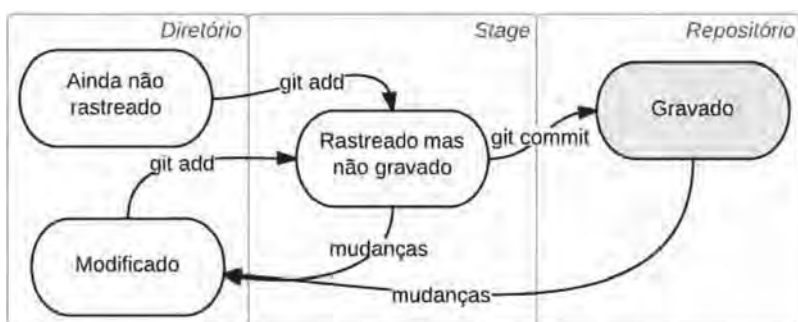 Diretório
Stage
Repositório
Ainda não
rastreado
git add
Rastreado mas
não gravado
git commit
Gravado
git add
Modificado
mudanças
mudanças